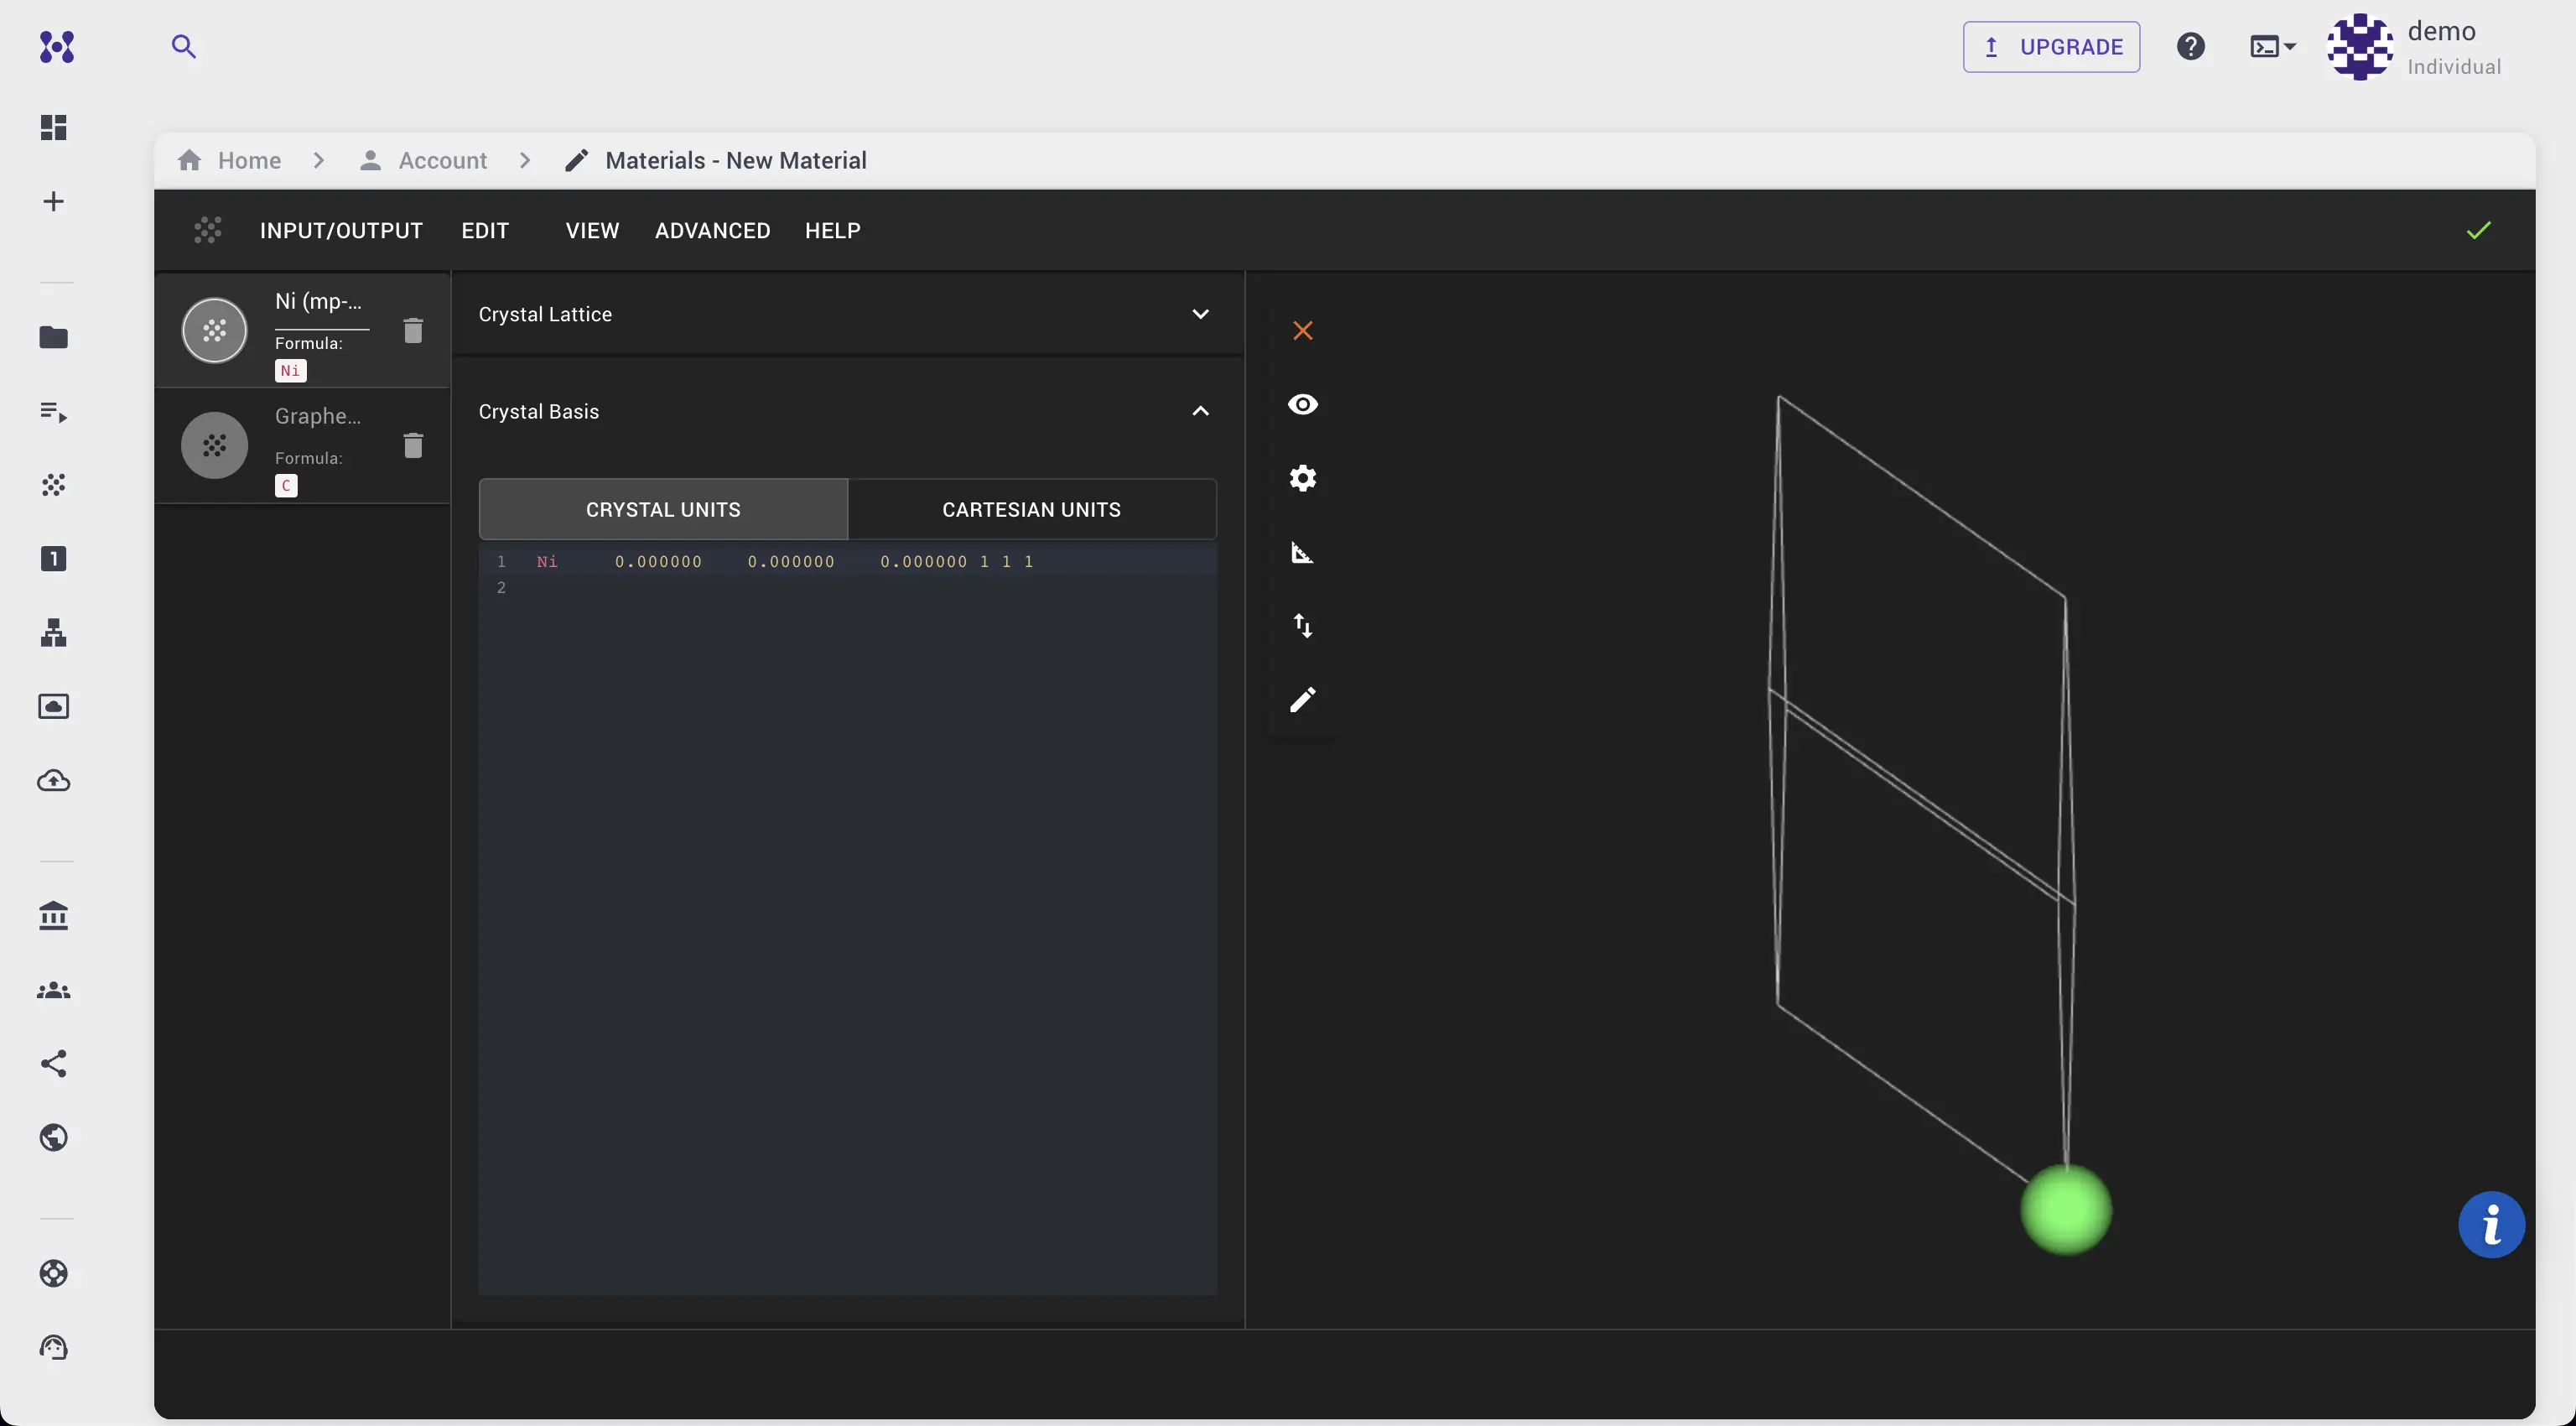 UPGRADE
demo
Individual
Home
Account
Materials - New Material
INPUT/OUTPUT EDIT VIEW ADVANCED HELP
Ni (mp-...
Formula:
Ni
Graphe...
Formula:
C
Crystal Lattice
Crystal Basis
CRYSTAL UNITS CARTESIAN UNITS
1 Ni 0.000000 0.000000 0.000000 1 1 1
2